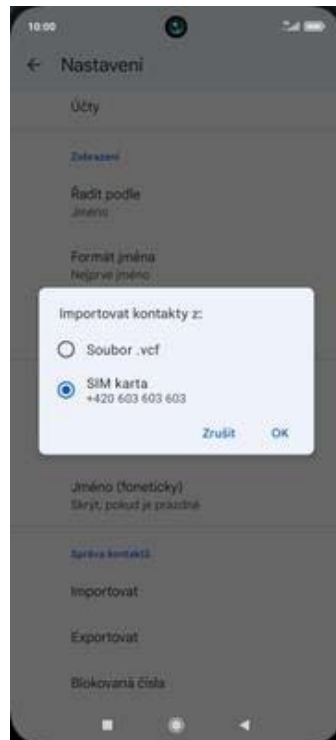 10:00
Nastavení
Účty
Zobrazení
Řadit podle
Jméno
Formát jména
Nejprve jméno
Importovat kontakty z:
Soubor .vcf
SIM karta
+420 603 603 603
Zrušit OK
Jméno (foneticky)
Skrýt, pokud je prázdné
Správa kontaktů
Importovat
Exportovat
Blokovaná čísla